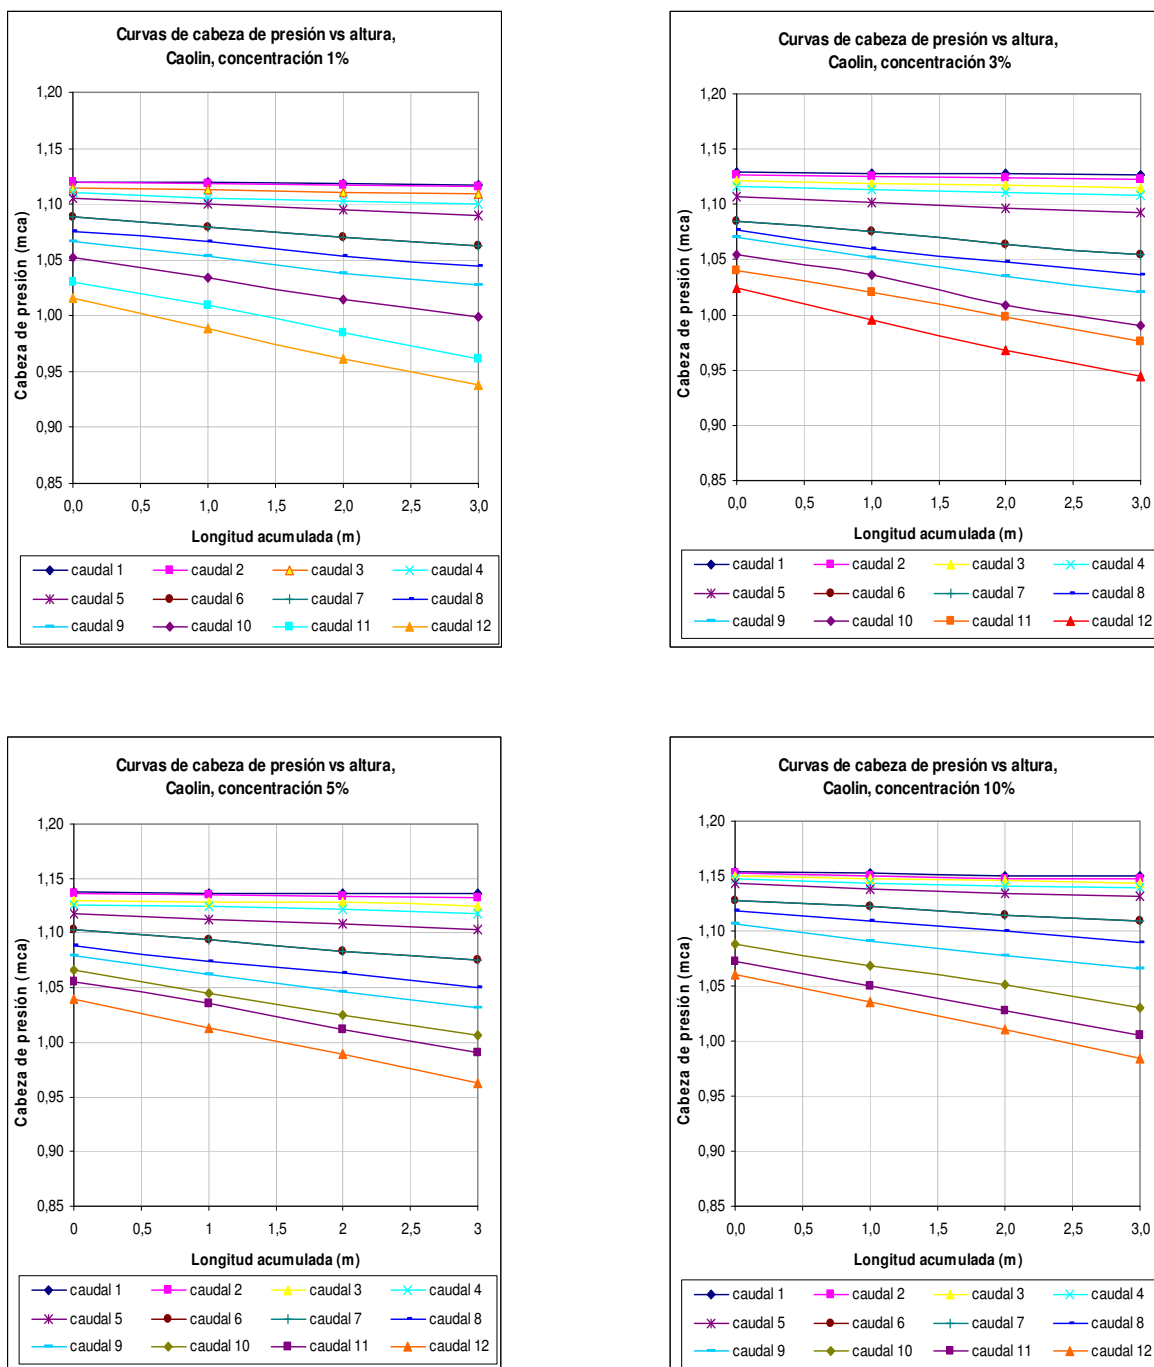 Curvas de cabeza de presión vs altura,
Caolin, concentración 1%
1,20
1,15
1,10
1,05
1,00
0,95
0,90
0,85
Cabeza de presión (mca)
0,0 0,5 1,0 1,5 2,0 2,5 3,0
Longitud acumulada (m)
caudal 1 caudal 2 caudal 3 caudal 4
caudal 5 caudal 6 caudal 7 caudal 8
caudal 9 caudal 10 caudal 11 caudal 12
Curvas de cabeza de presión vs altura,
Caolin, concentración 3%
1,20
1,15
1,10
1,05
1,00
0,95
0,90
0,85
Cabeza de presión (mca)
0,0 0,5 1,0 1,5 2,0 2,5 3,0
Longitud acumulada (m)
caudal 1 caudal 2 caudal 3 caudal 4
caudal 5 caudal 6 caudal 7 caudal 8
caudal 9 caudal 10 caudal 11 caudal 12
Curvas de cabeza de presión vs altura,
Caolin, concentración 5%
1,20
1,15
1,10
1,05
1,00
0,95
0,90
0,85
Cabeza de presión (mca)
0 0,5 1 1,5 2 2,5 3
Longitud acumulada (m)
caudal 1 caudal 2 caudal 3 caudal 4
caudal 5 caudal 6 caudal 7 caudal 8
caudal 9 caudal 10 caudal 11 caudal 12
Curvas de cabeza de presión vs altura,
Caolin, concentración 10%
1,20
1,15
1,10
1,05
1,00
0,95
0,90
0,85
Cabeza de presión (mca)
0,0 0,5 1,0 1,5 2,0 2,5 3,0
Longitud acumulada (m)
caudal 1 caudal 2 caudal 3 caudal 4
caudal 5 caudal 6 caudal 7 caudal 8
caudal 9 caudal 10 caudal 11 caudal 12